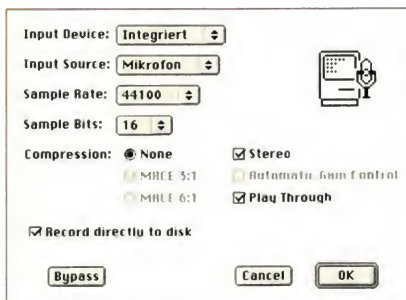 Input Device: Integriert
Input Source: Mikrofon
Sample Rate: 44100
Sample Bits: 16
Compression: None
Stereo
MACE 3:1
Automatic Gain Control
MACE 6:1
Play Through
Record directly to disk
Bypass
Cancel
OK